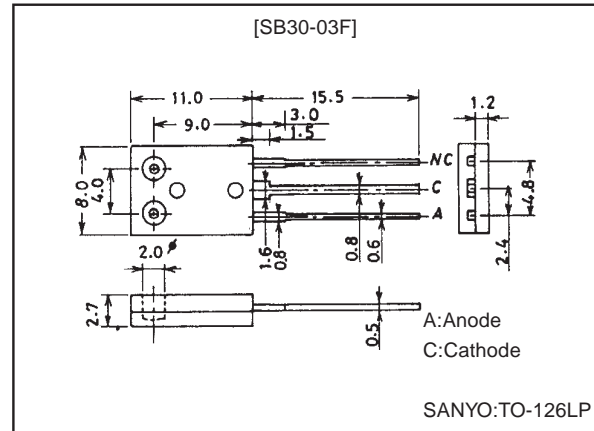 [SB30-03F]
11.0 15.5
1.2
9.0 3.0
1.5
8.0 4.0 NC
C
A
4.8
2.4
2.0 ø 1.6 0.8 0.8 0.6
2.7 0.5
A:Anode
C:Cathode
SANYO:TO-126LP